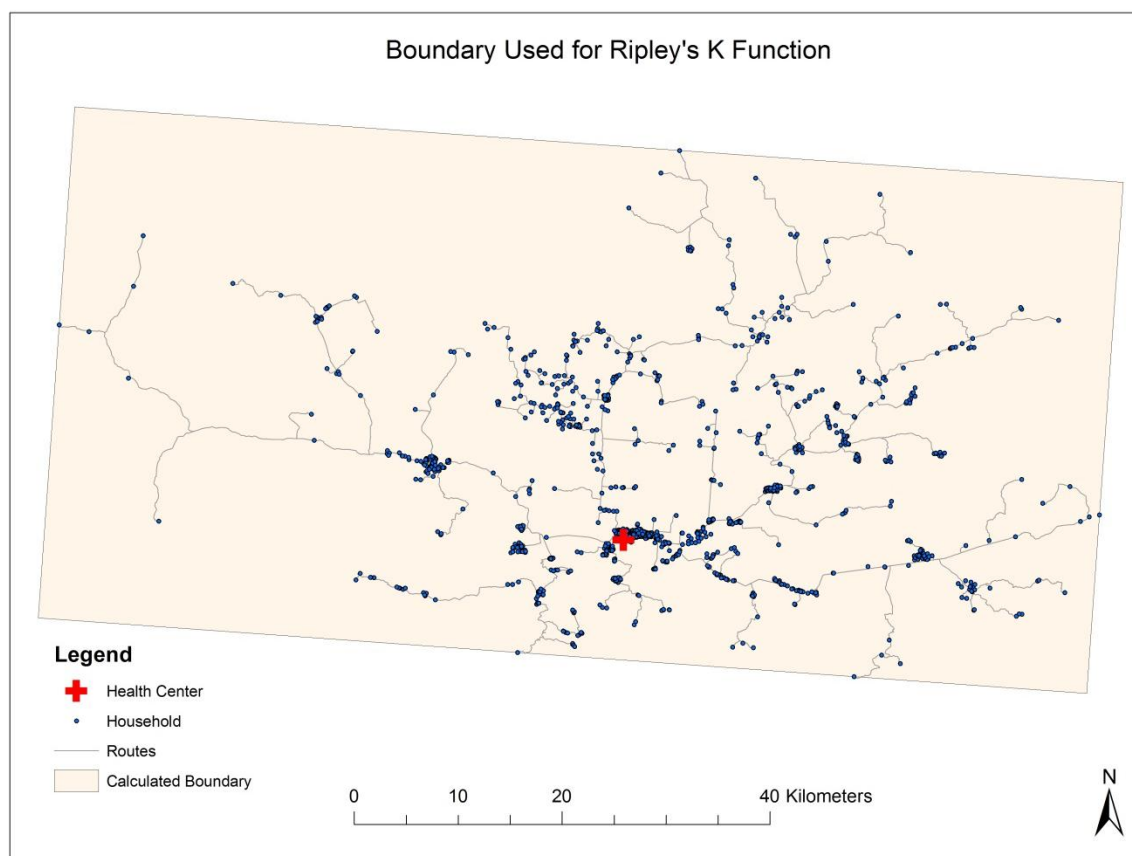 Boundary Used for Ripley's K Function
Legend
Health Center
Household
Routes
Calculated Boundary
0 10 20 40 Kilometers
N